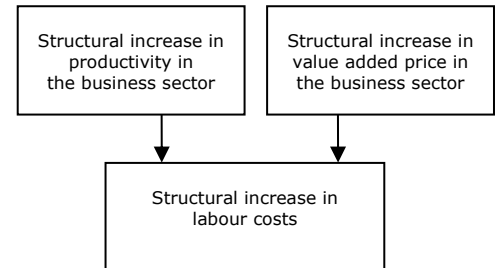 Structural increase in
productivity in
the business sector
Structural increase in
value added price in
the business sector
Structural increase in
labour costs